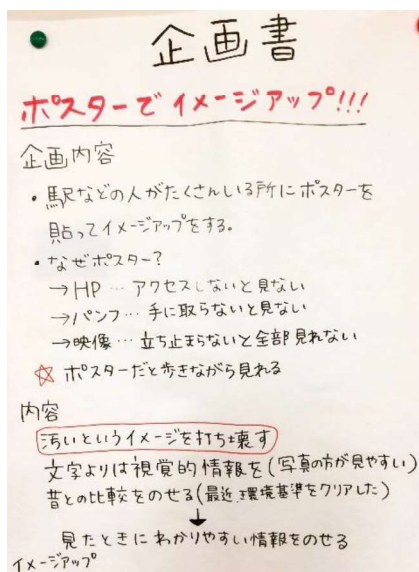 企画書
ポスターでイメージアップ!!!
企画内容
・駅などの人がたくさんいる所にポスターを
貼ってイメージアップをする。
・なぜポスター?
→HP… アクセスしないと見ない
→パンフ… 手に取らないと見ない
→映像… 立ち止まらないと全部見れない
☆ ポスターだと歩きながら見れる
内容
汚いというイメージを打ち壊す
文字よりは視覚的情報を(写真の方が見やすい)
昔との比較をのせる(最近、環境基準をクリアした)
↓
見たときにわかりやすい情報をのせる
イメージアップ